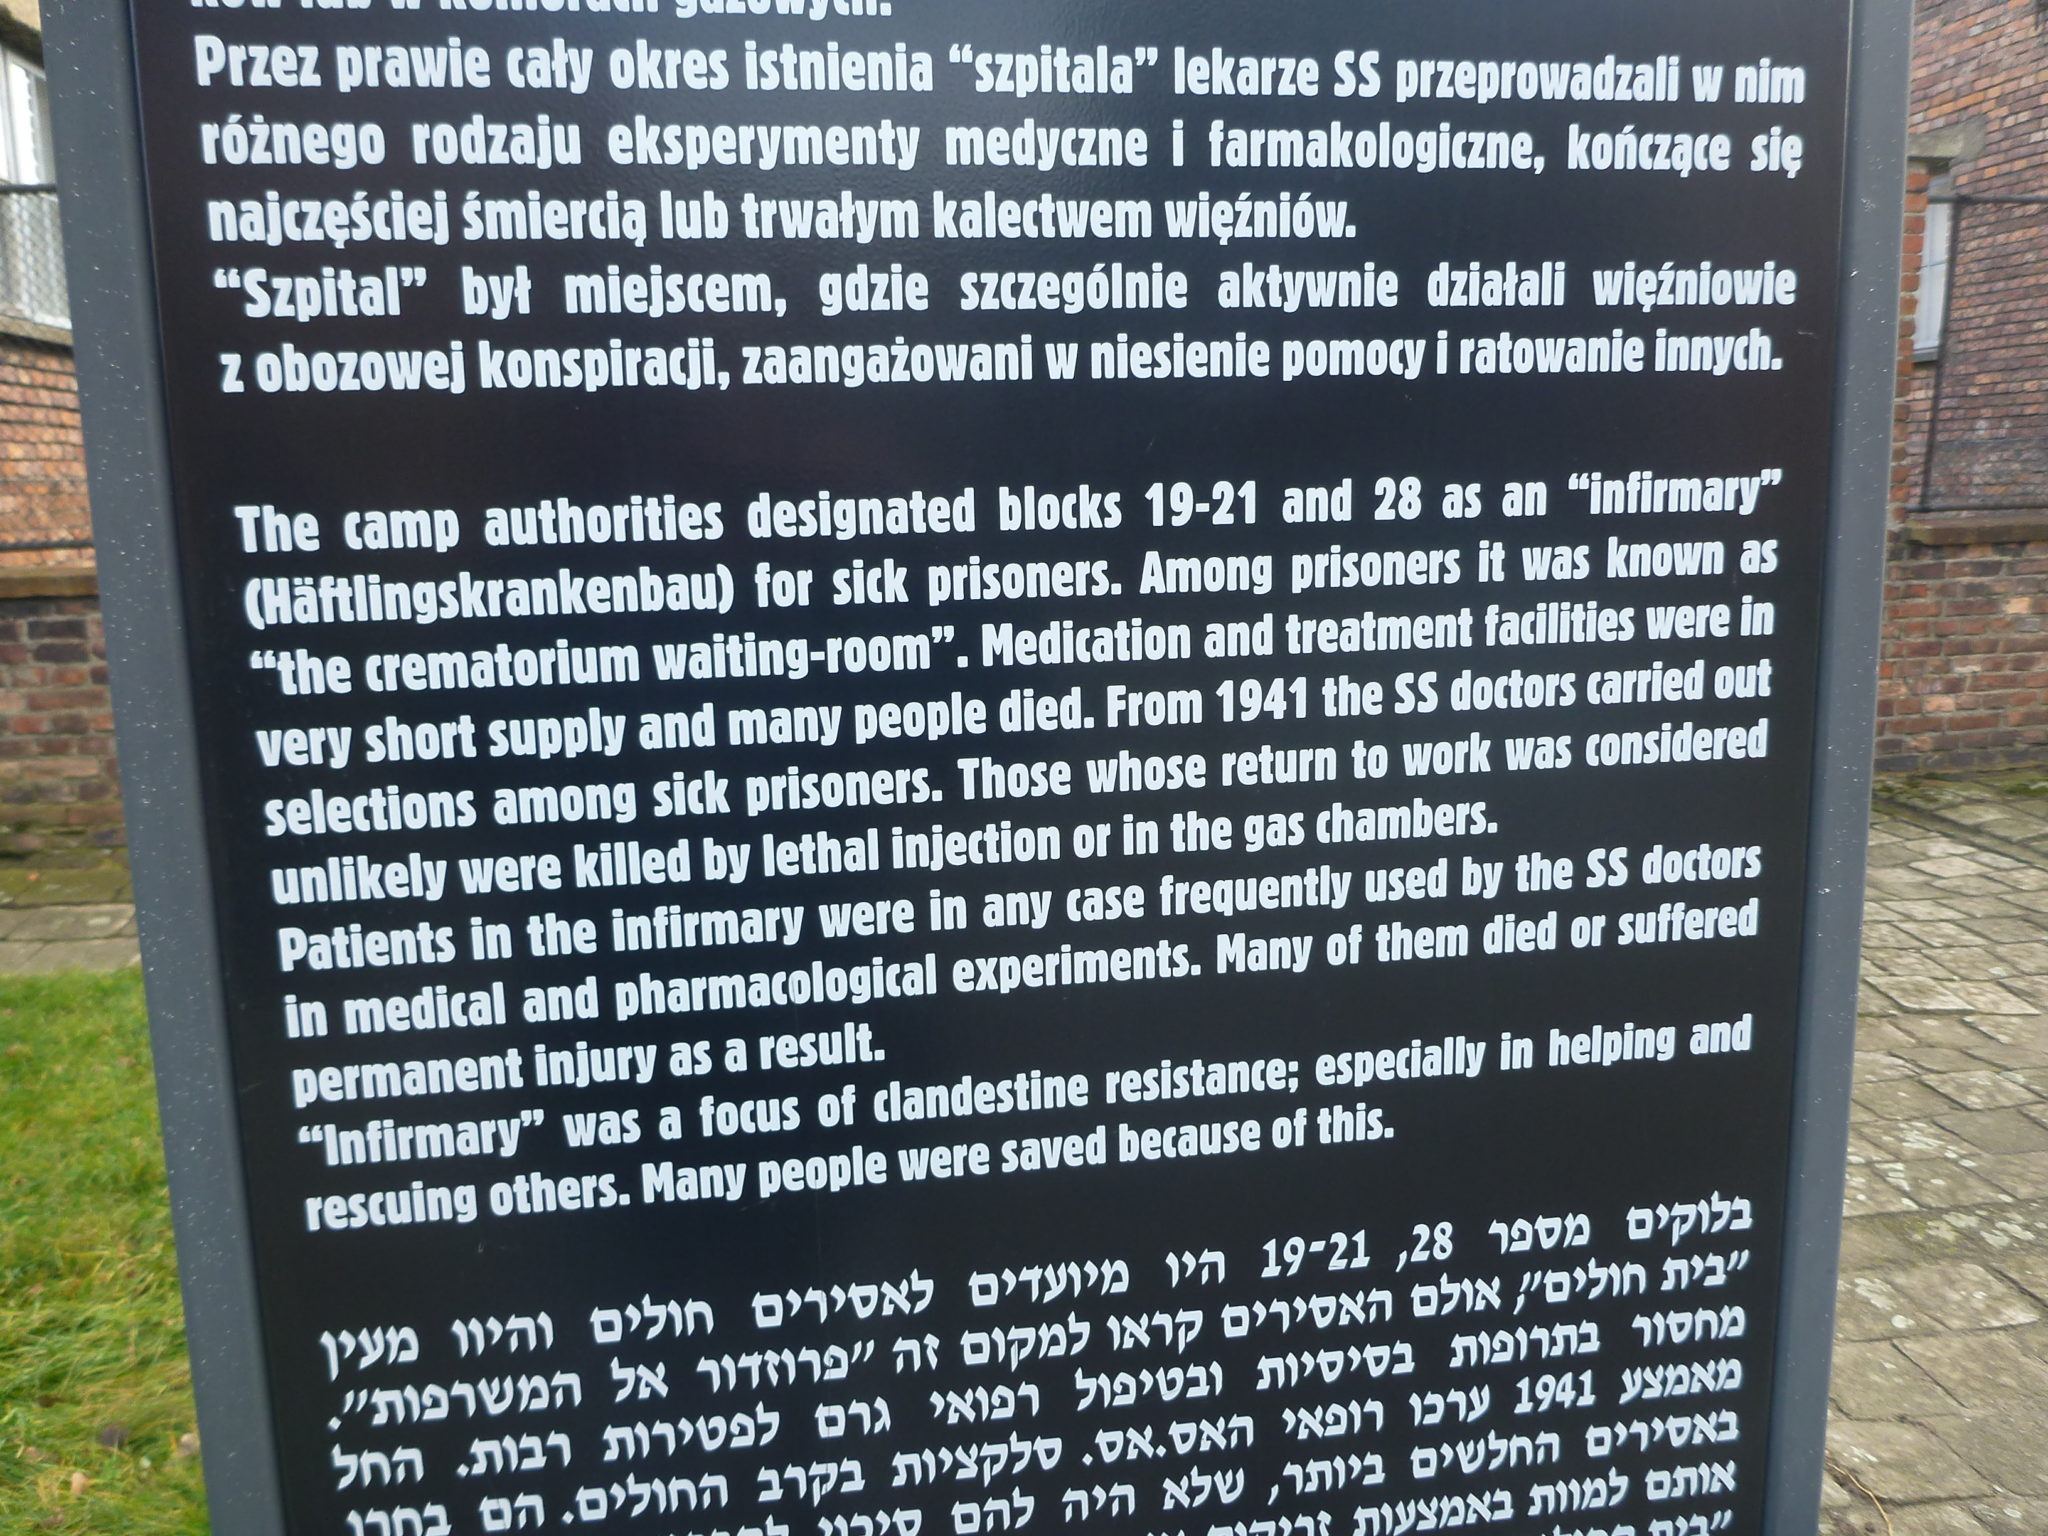 ków lub w komorach gazowych.
Przez prawie cały okres istnienia “szpitala” lekarze SS przeprowadzali w nim
różnego rodzaju eksperymenty medyczne i farmakologiczne, kończące się
najczęściej śmiercią lub trwałym kalectwem więźniów.
“Szpital” był miejscem, gdzie szczególnie aktywnie działali więźniowie
z obozowej konspiracji, zaangażowani w niesienie pomocy i ratowanie innych.
The camp authorities designated blocks 19-21 and 28 as an “infirmary”
(Häftlingskrankenbau) for sick prisoners. Among prisoners it was known as
“the crematorium waiting-room”. Medication and treatment facilities were in
very short supply and many people died. From 1941 the SS doctors carried out
selections among sick prisoners. Those whose return to work was considered
unlikely were killed by lethal injection or in the gas chambers.
Patients in the infirmary were in any case frequently used by the SS doctors
in medical and pharmacological experiments. Many of them died or suffered
permanent injury as a result.
“Infirmary” was a focus of clandestine resistance; especially in helping and
rescuing others. Many people were saved because of this.
בלוקים מספר 28, 19-21 היו מיועדים לאסירים חולים והיוו מעין
"בית חולים", אולם האסירים קראו למקום זה "פרוזדור אל המשרפות".
מחסור בתרופות בסיסיות ובטיפול רפואי גרם לפטירות רבות. החל
מאמצע 1941 ערכו רופאי האס.אס. סלקציות בקרב החולים. הם בחרו
באסירים החלשים ביותר, שלא היה להם סיכוי
אותם למוות באמצעות זריקות
"בית